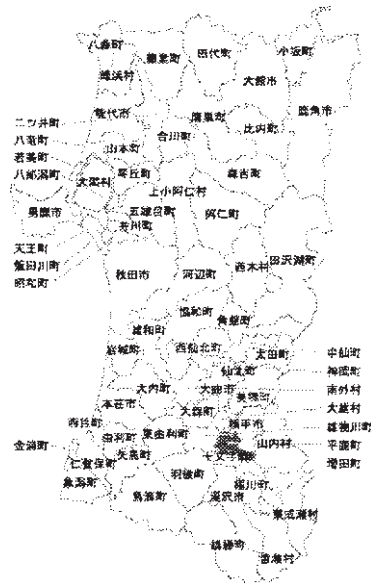 八森町
藤里町
田代町
小坂町
峰浜村
大館市
能代市
鷹巣町
鹿角市
二ツ井町
八竜町
合川町
比内町
山本町
若美町
八郎潟町
琴丘町
森吉町
大潟村
上小阿仁村
男鹿市
五城目町
阿仁町
井川町
天王町
飯田川町
昭和町
秋田市
河辺町
西木村
田沢湖町
協和町
角館町
雄和町
岩城町
西仙北町
太田町
中仙町
仙北町
神岡町
大内町
大曲市
南外村
本荘市
美郷町
大森町
大雄村
西目町
雄物川町
金浦町
由利町
東由利町
横平市
山内村
平鹿町
矢島町
十文字町
増田町
仁賀保町
羽後町
象潟町
稲川町
鳥海町
湯沢市
東成瀬村
雄勝町
皆瀬村